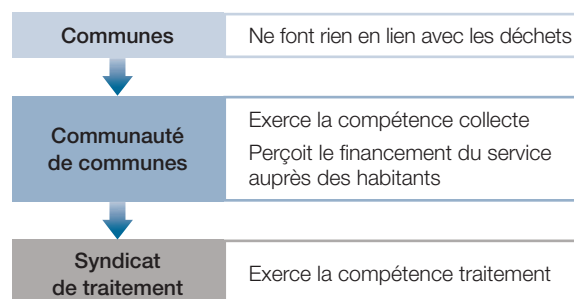 Communes
Ne font rien en lien avec les déchets
Communauté
de communes
Exerce la compétence collecte
Perçoit le financement du service
auprès des habitants
Syndicat
de traitement
Exerce la compétence traitement